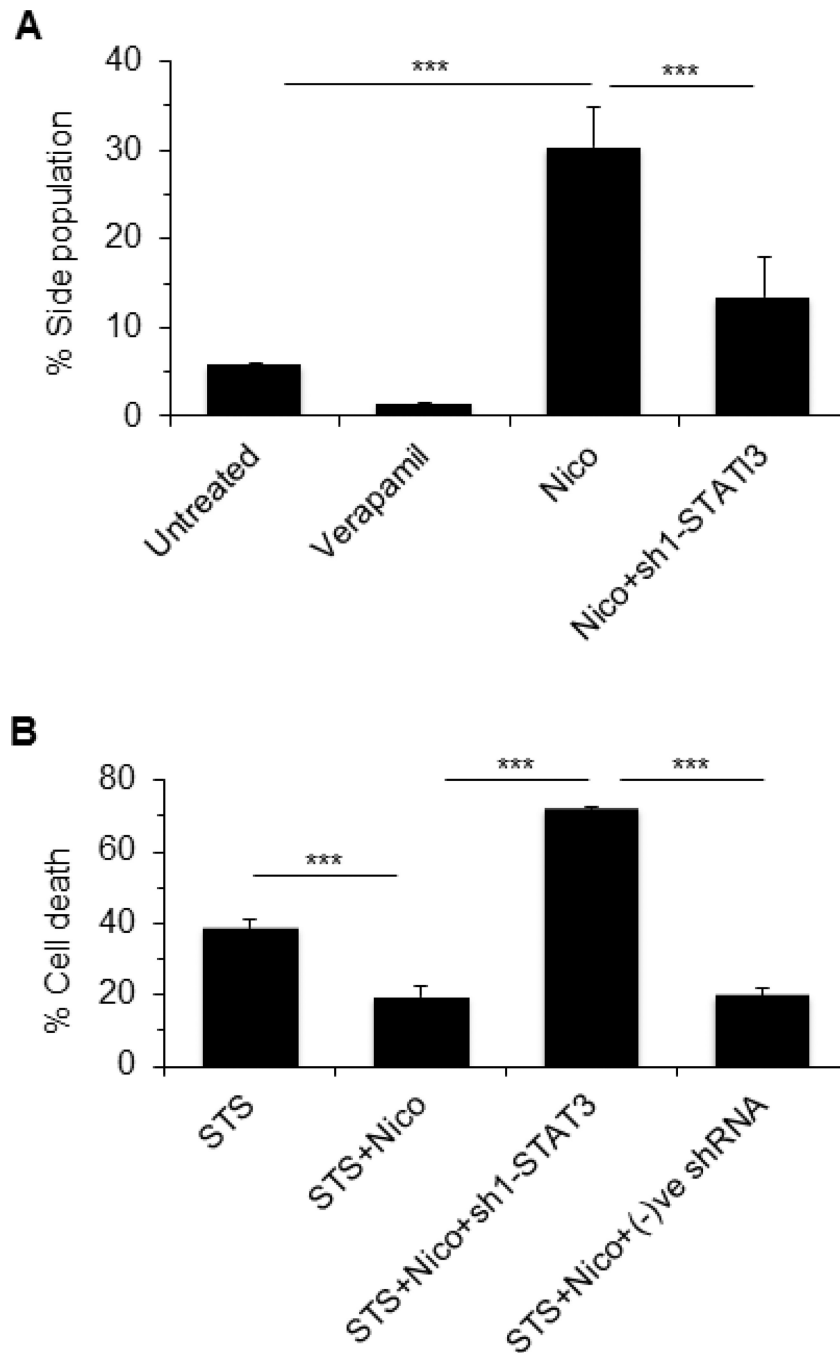 A
% Side population
40
30
20
10
0
***
***
Untreated
Verapamil
Nico
Nico+sh1-STATI3
B
% Cell death
80
60
40
20
0
***
***
***
STS
STS+Nico
STS+Nico+sh1-STAT3
STS+Nico+(-)ve shRNA